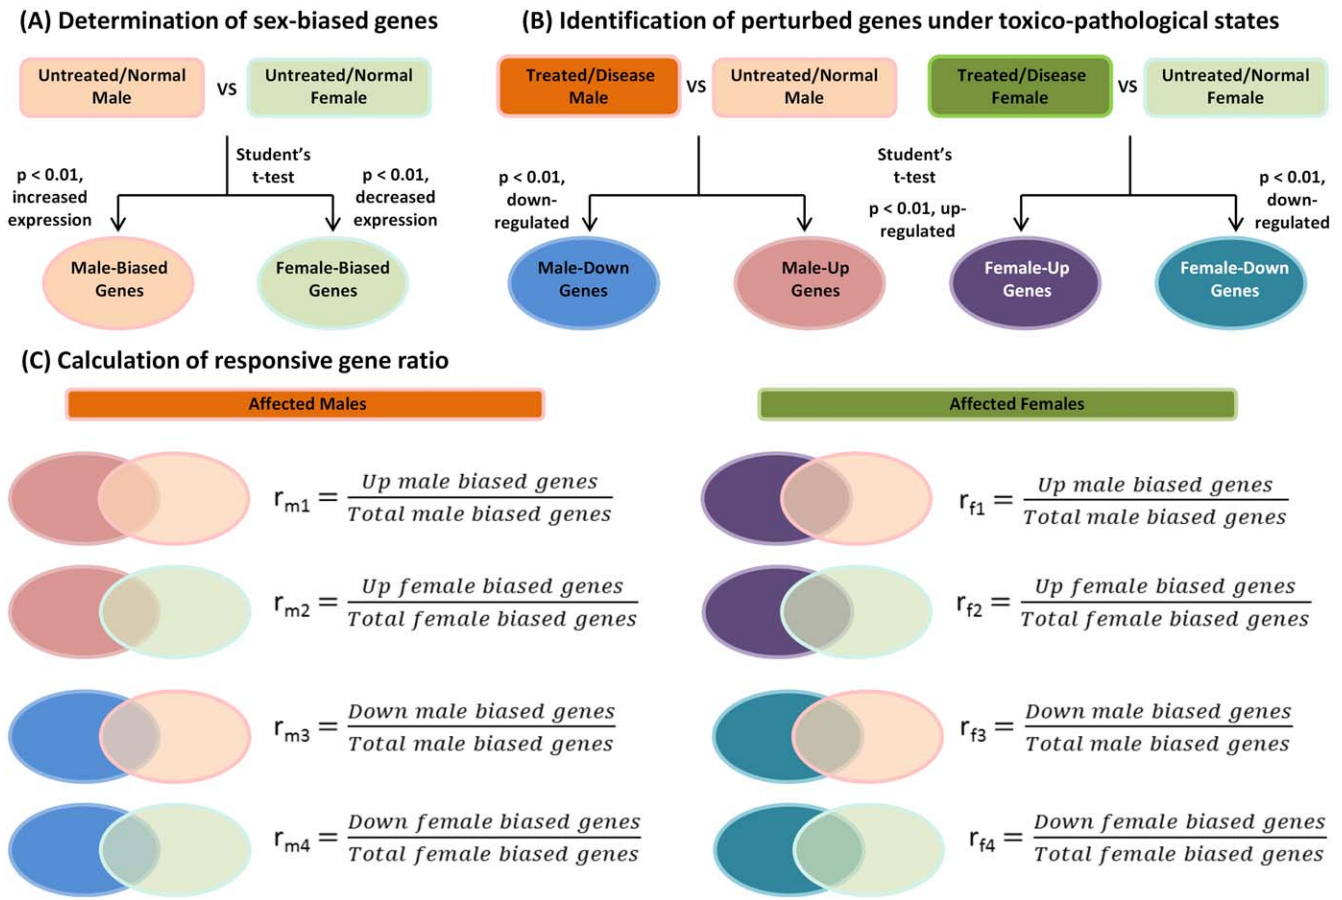 (A) Determination of sex-biased genes
Untreated/Normal
Male
VS
Untreated/Normal
Female
Student's
t-test
p < 0.01,
increased
expression
p < 0.01,
decreased
expression
Male-Biased
Genes
Female-Biased
Genes
(B) Identification of perturbed genes under toxico-pathological states
Treated/Disease
Male
VS
Untreated/Normal
Male
Treated/Disease
Female
VS
Untreated/Normal
Female
p < 0.01,
down-
regulated
Student's
t-test
p < 0.01, up-
regulated
p < 0.01,
down-
regulated
Male-Down
Genes
Male-Up
Genes
Female-Up
Genes
Female-Down
Genes
(C) Calculation of responsive gene ratio
Affected Males
rm1 = Up male biased genes
Total male biased genes
rm2 = Up female biased genes
Total female biased genes
rm3 = Down male biased genes
Total male biased genes
rm4 = Down female biased genes
Total female biased genes
Affected Females
rf1 = Up male biased genes
Total male biased genes
rf2 = Up female biased genes
Total female biased genes
rf3 = Down male biased genes
Total male biased genes
rf4 = Down female biased genes
Total female biased genes